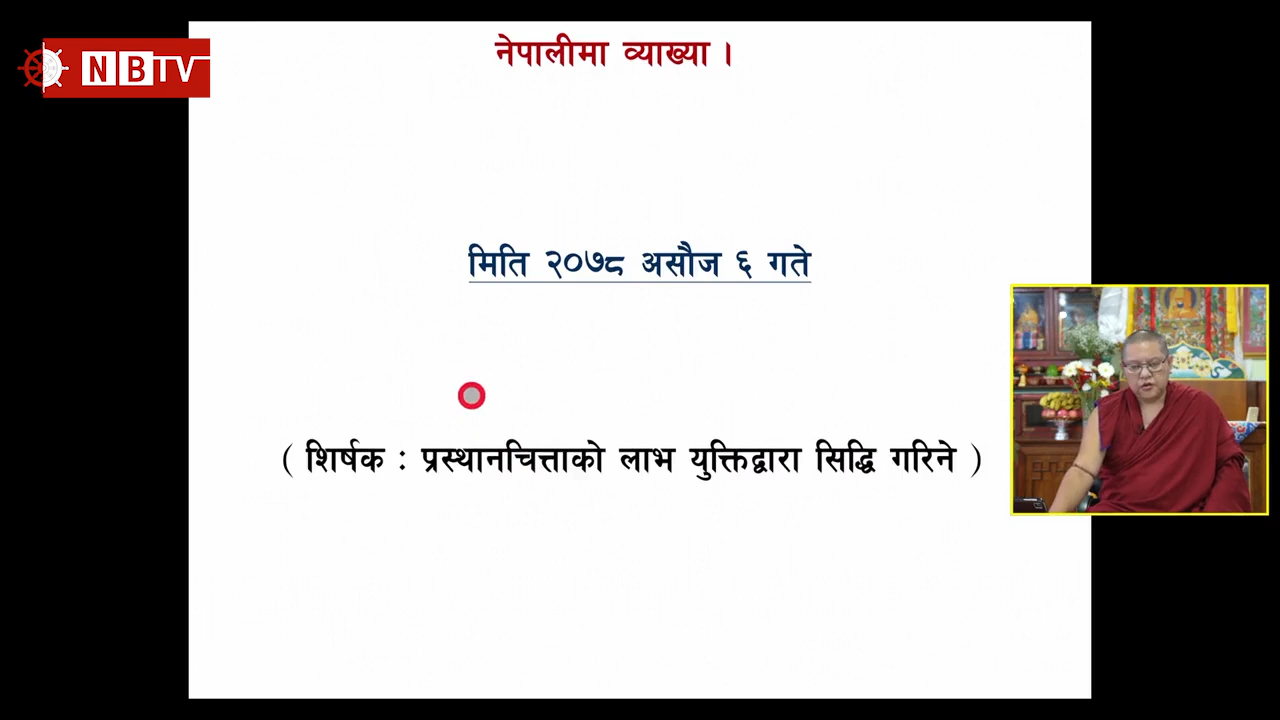 NBTV
नेपालीमा व्याख्या ।
मिति २०७८ असौज ६ गते
( शिर्षक : प्रस्थानचित्ताको लाभ युक्तिद्वारा सिद्धि गरिने )